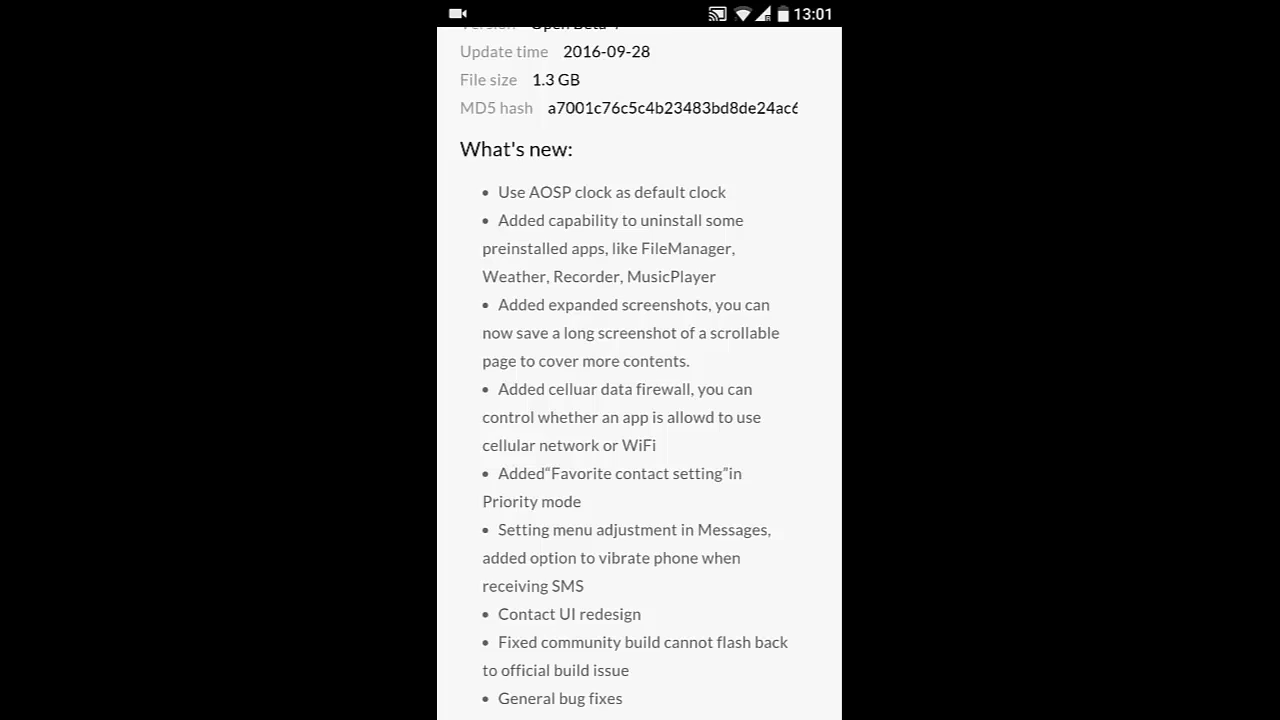 13:01
Update time 2016-09-28
File size 1.3 GB
MD5 hash a7001c76c5c4b23483bd8de24ac6
What's new:
• Use AOSP clock as default clock
• Added capability to uninstall some
preinstalled apps, like FileManager,
Weather, Recorder, MusicPlayer
• Added expanded screenshots, you can
now save a long screenshot of a scrollable
page to cover more contents.
• Added celluar data firewall, you can
control whether an app is allowd to use
cellular network or WiFi
• Added“Favorite contact setting”in
Priority mode
• Setting menu adjustment in Messages,
added option to vibrate phone when
receiving SMS
• Contact UI redesign
• Fixed community build cannot flash back
to official build issue
• General bug fixes